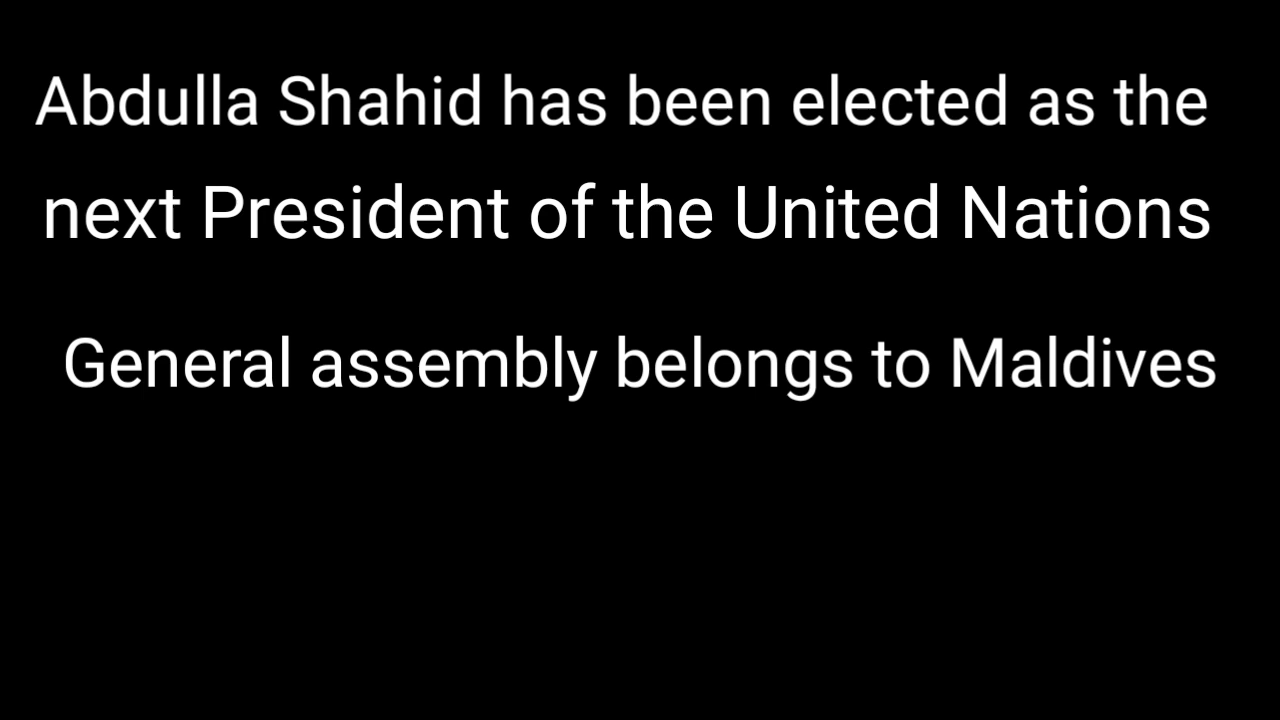 Abdulla Shahid has been elected as the
next President of the United Nations
General assembly belongs to Maldives